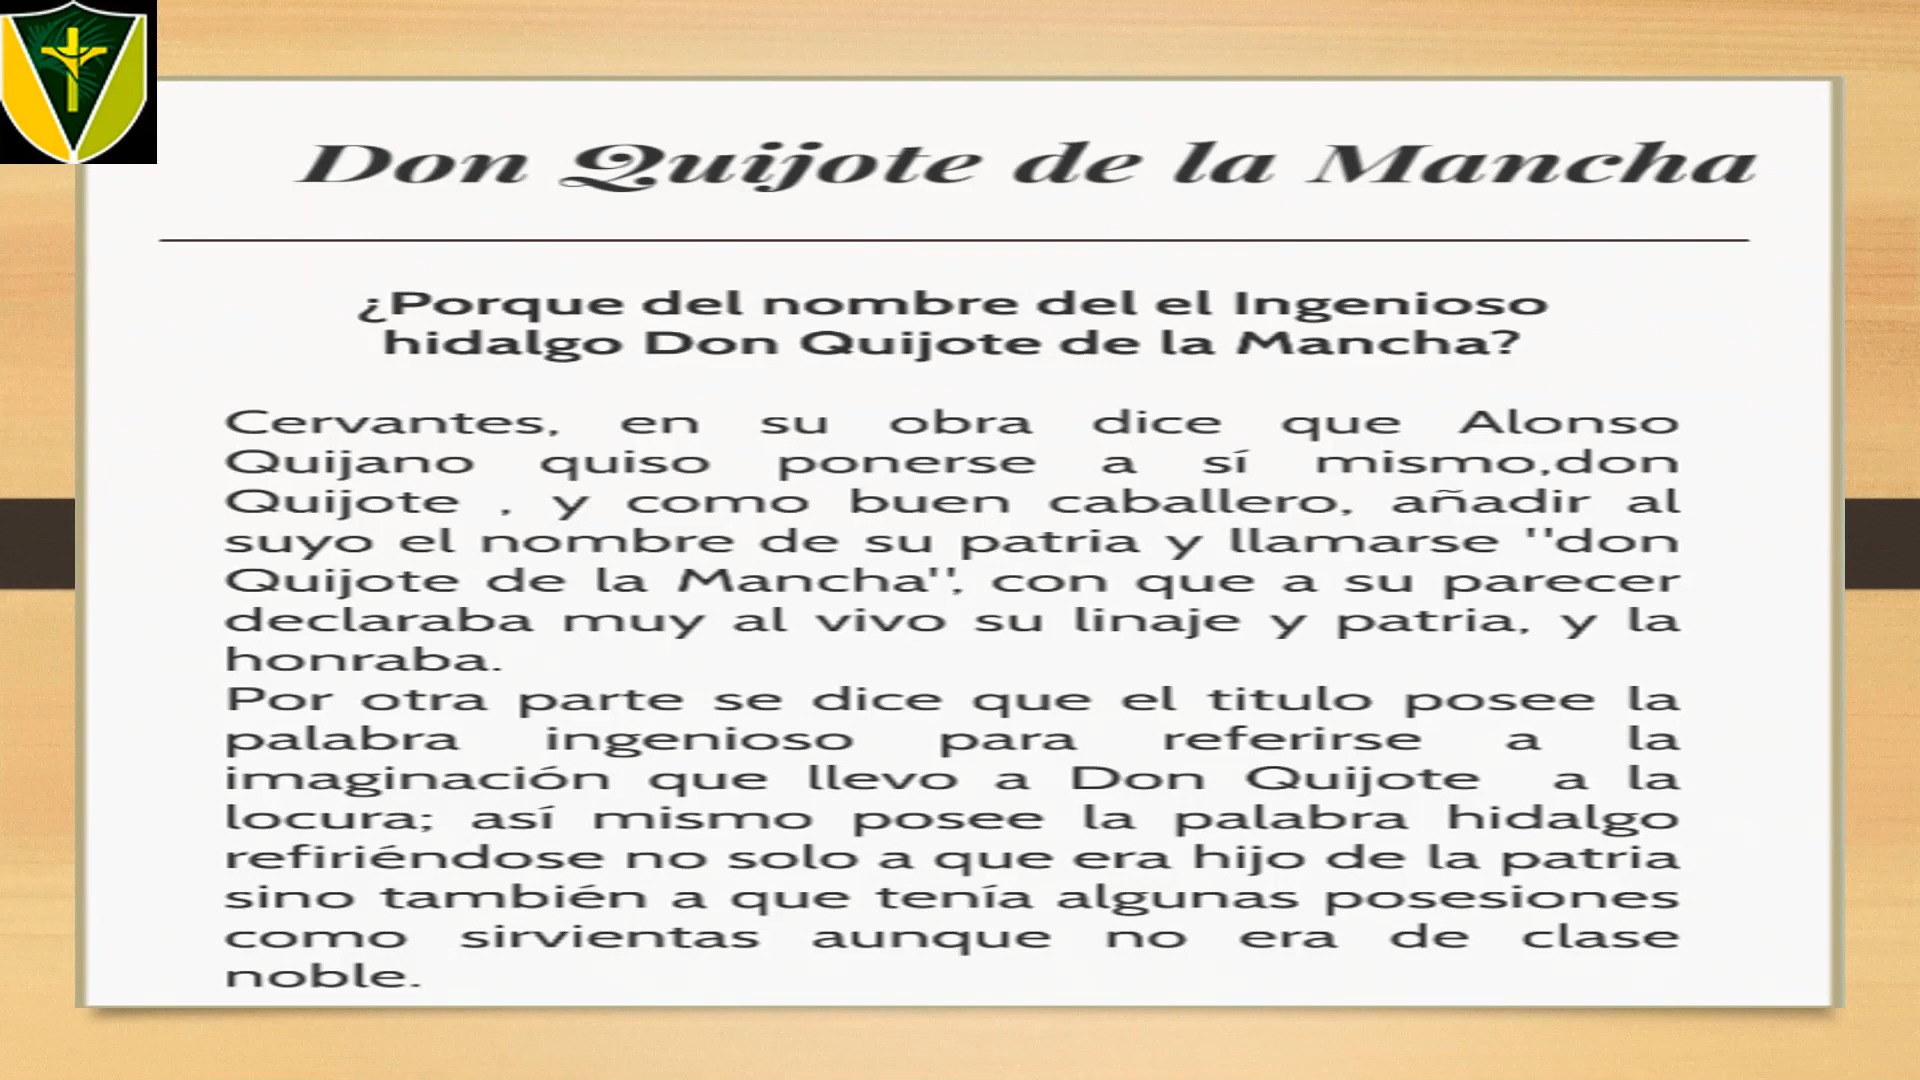 Don Quijote de la Mancha
¿Porque del nombre del el Ingenioso
hidalgo Don Quijote de la Mancha?
Cervantes, en su obra dice que Alonso
Quijano quiso ponerse a sí mismo,don
Quijote , y como buen caballero, añadir al
suyo el nombre de su patria y llamarse ''don
Quijote de la Mancha'', con que a su parecer
declaraba muy al vivo su linaje y patria, y la
honraba.
Por otra parte se dice que el titulo posee la
palabra ingenioso para referirse a la
imaginación que llevo a Don Quijote a la
locura; así mismo posee la palabra hidalgo
refiriéndose no solo a que era hijo de la patria
sino también a que tenía algunas posesiones
como sirvientas aunque no era de clase
noble.